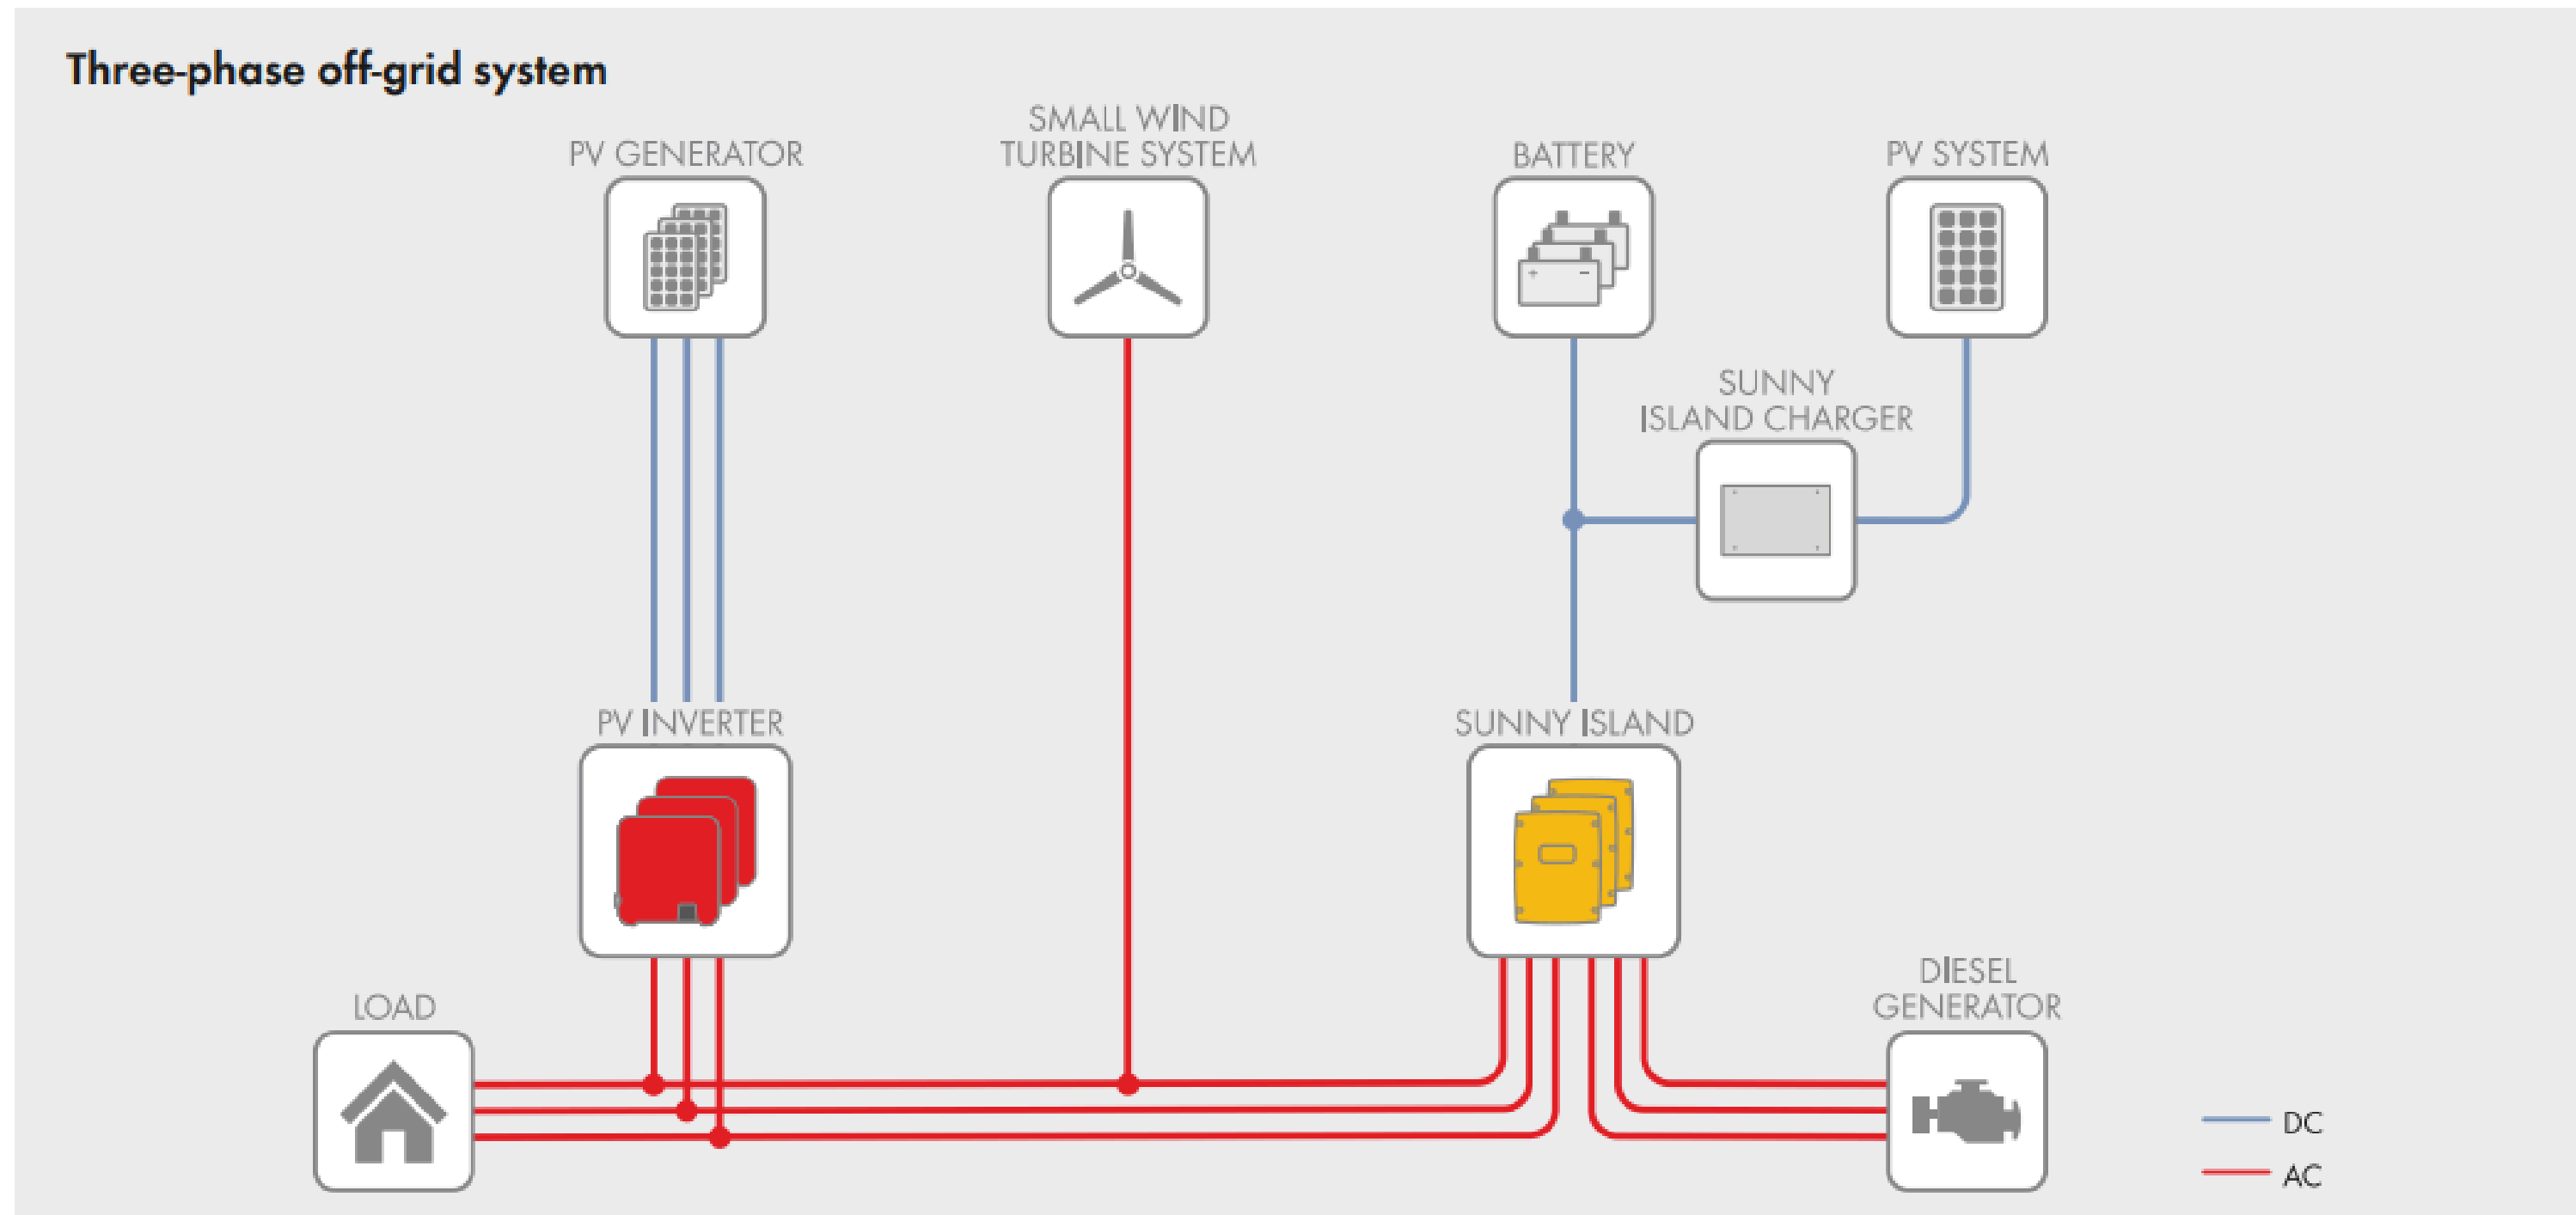 Three-phase off-grid system
PV GENERATOR
SMALL WIND
TURBINE SYSTEM
BATTERY
PV SYSTEM
SUNNY
ISLAND CHARGER
PV INVERTER
SUNNY ISLAND
LOAD
DIESEL
GENERATOR
DC
AC